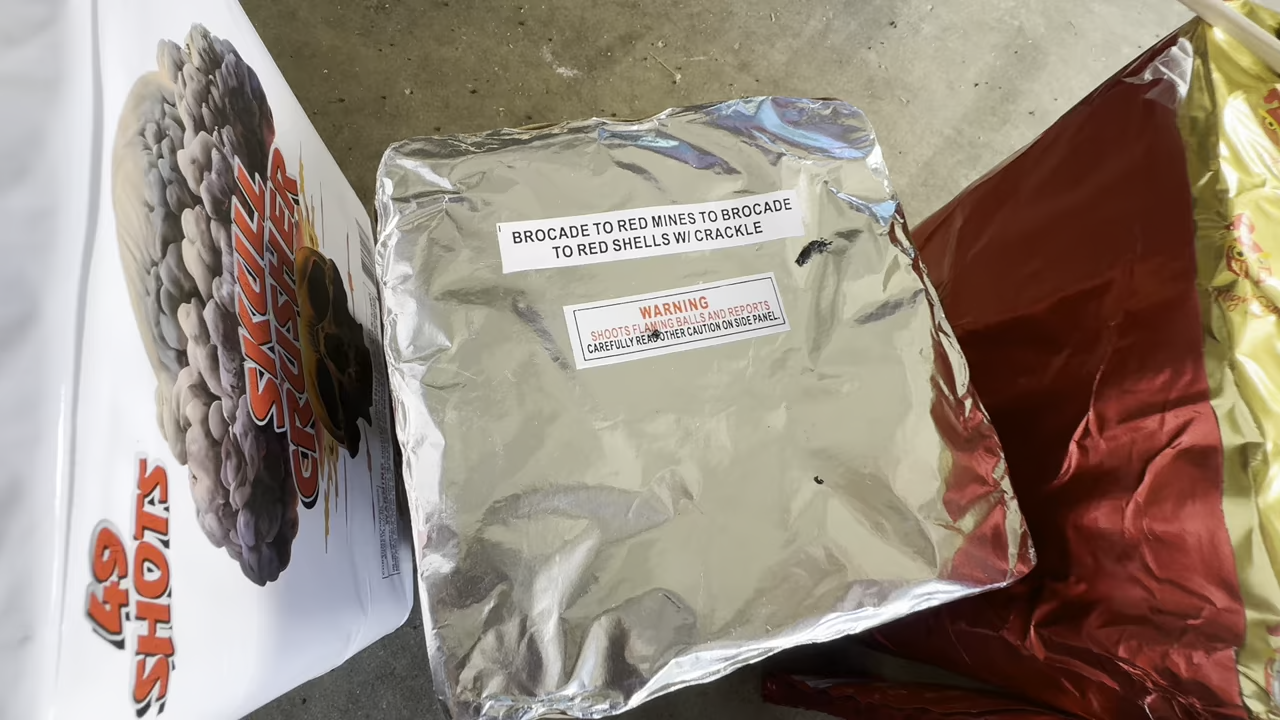 SKULL
CRUSHER
49
SHOTS
BROCADE TO RED MINES TO BROCADE
TO RED SHELLS W/ CRACKLE
WARNING
SHOOTS FLAMING BALLS AND REPORTS
CAREFULLY READ OTHER CAUTION ON SIDE PANEL.